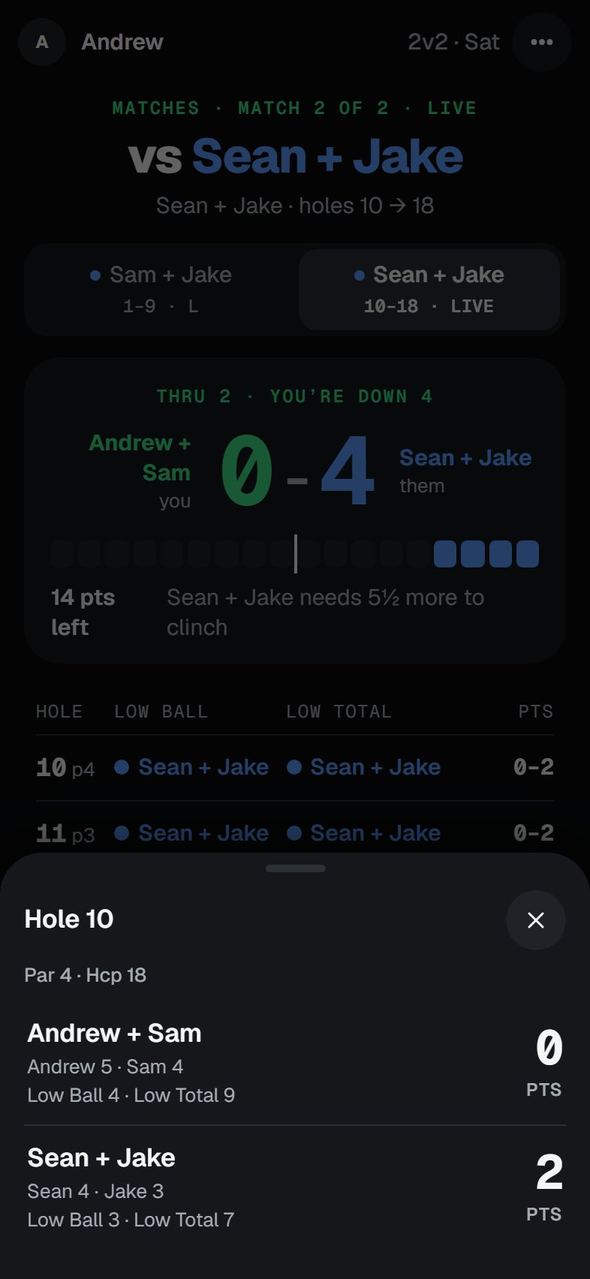 A Andrew 2v2 · Sat
MATCHES · MATCH 2 OF 2 · LIVE
vs Sean + Jake
Sean + Jake · holes 10 → 18
Sam + Jake
1–9 · L
Sean + Jake
10–18 · LIVE
THRU 2 · YOU’RE DOWN 4
Andrew +
Sam
you
0 – 4
Sean + Jake
them
14 pts
left
Sean + Jake needs 5½ more to
clinch
HOLE LOW BALL LOW TOTAL PTS
10 p4 Sean + Jake Sean + Jake 0–2
11 p3 Sean + Jake Sean + Jake 0–2
Hole 10
Par 4 · Hcp 18
Andrew + Sam
Andrew 5 · Sam 4
Low Ball 4 · Low Total 9
0
PTS
Sean + Jake
Sean 4 · Jake 3
Low Ball 3 · Low Total 7
2
PTS